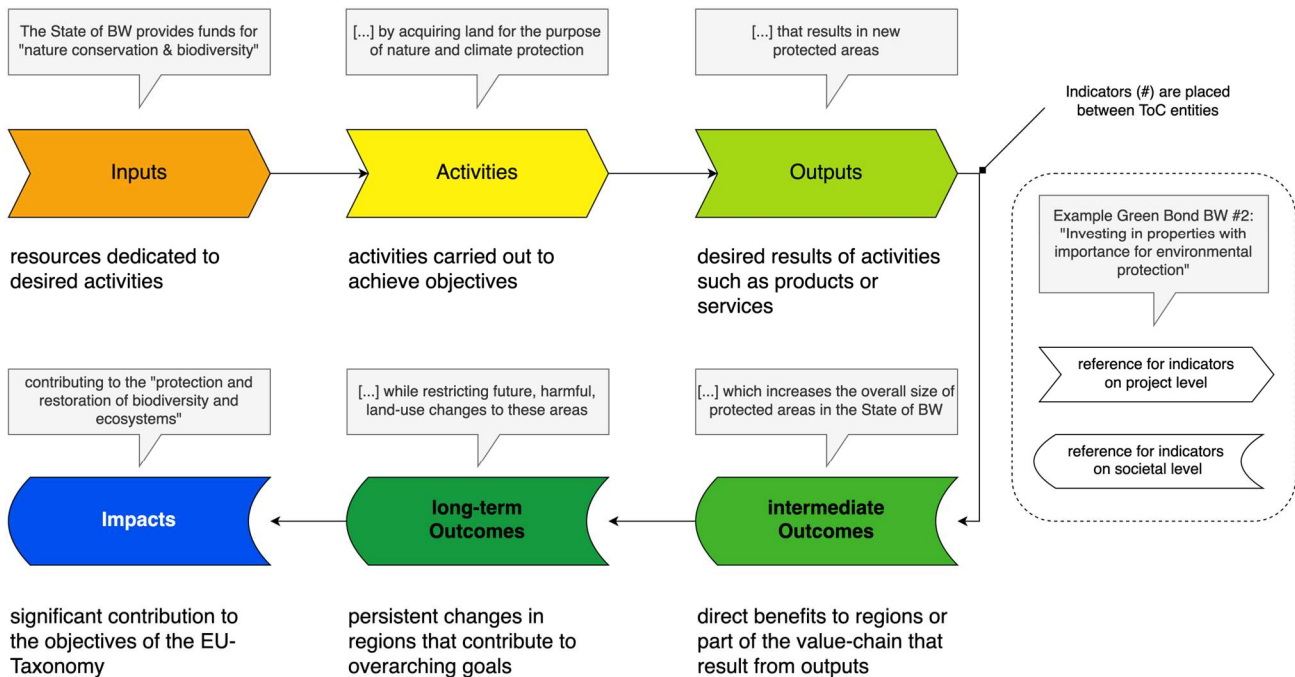 The State of BW provides funds for
"nature conservation & biodiversity"
[...] by acquiring land for the purpose
of nature and climate protection
[...] that results in new
protected areas
Indicators (#) are placed
between ToC entities
Inputs
Activities
Outputs
resources dedicated to
desired activities
activities carried out to
achieve objectives
desired results of activities
such as products or
services
Example Green Bond BW #2:
"Investing in properties with
importance for environmental
protection"
reference for indicators
on project level
reference for indicators
on societal level
contributing to the "protection and
restoration of biodiversity and
ecosystems"
[...] while restricting future, harmful,
land-use changes to these areas
[...] which increases the overall size of
protected areas in the State of BW
Impacts
long-term
Outcomes
intermediate
Outcomes
significant contribution to
the objectives of the EU-
Taxonomy
persistent changes in
regions that contribute to
overarching goals
direct benefits to regions or
part of the value-chain that
result from outputs